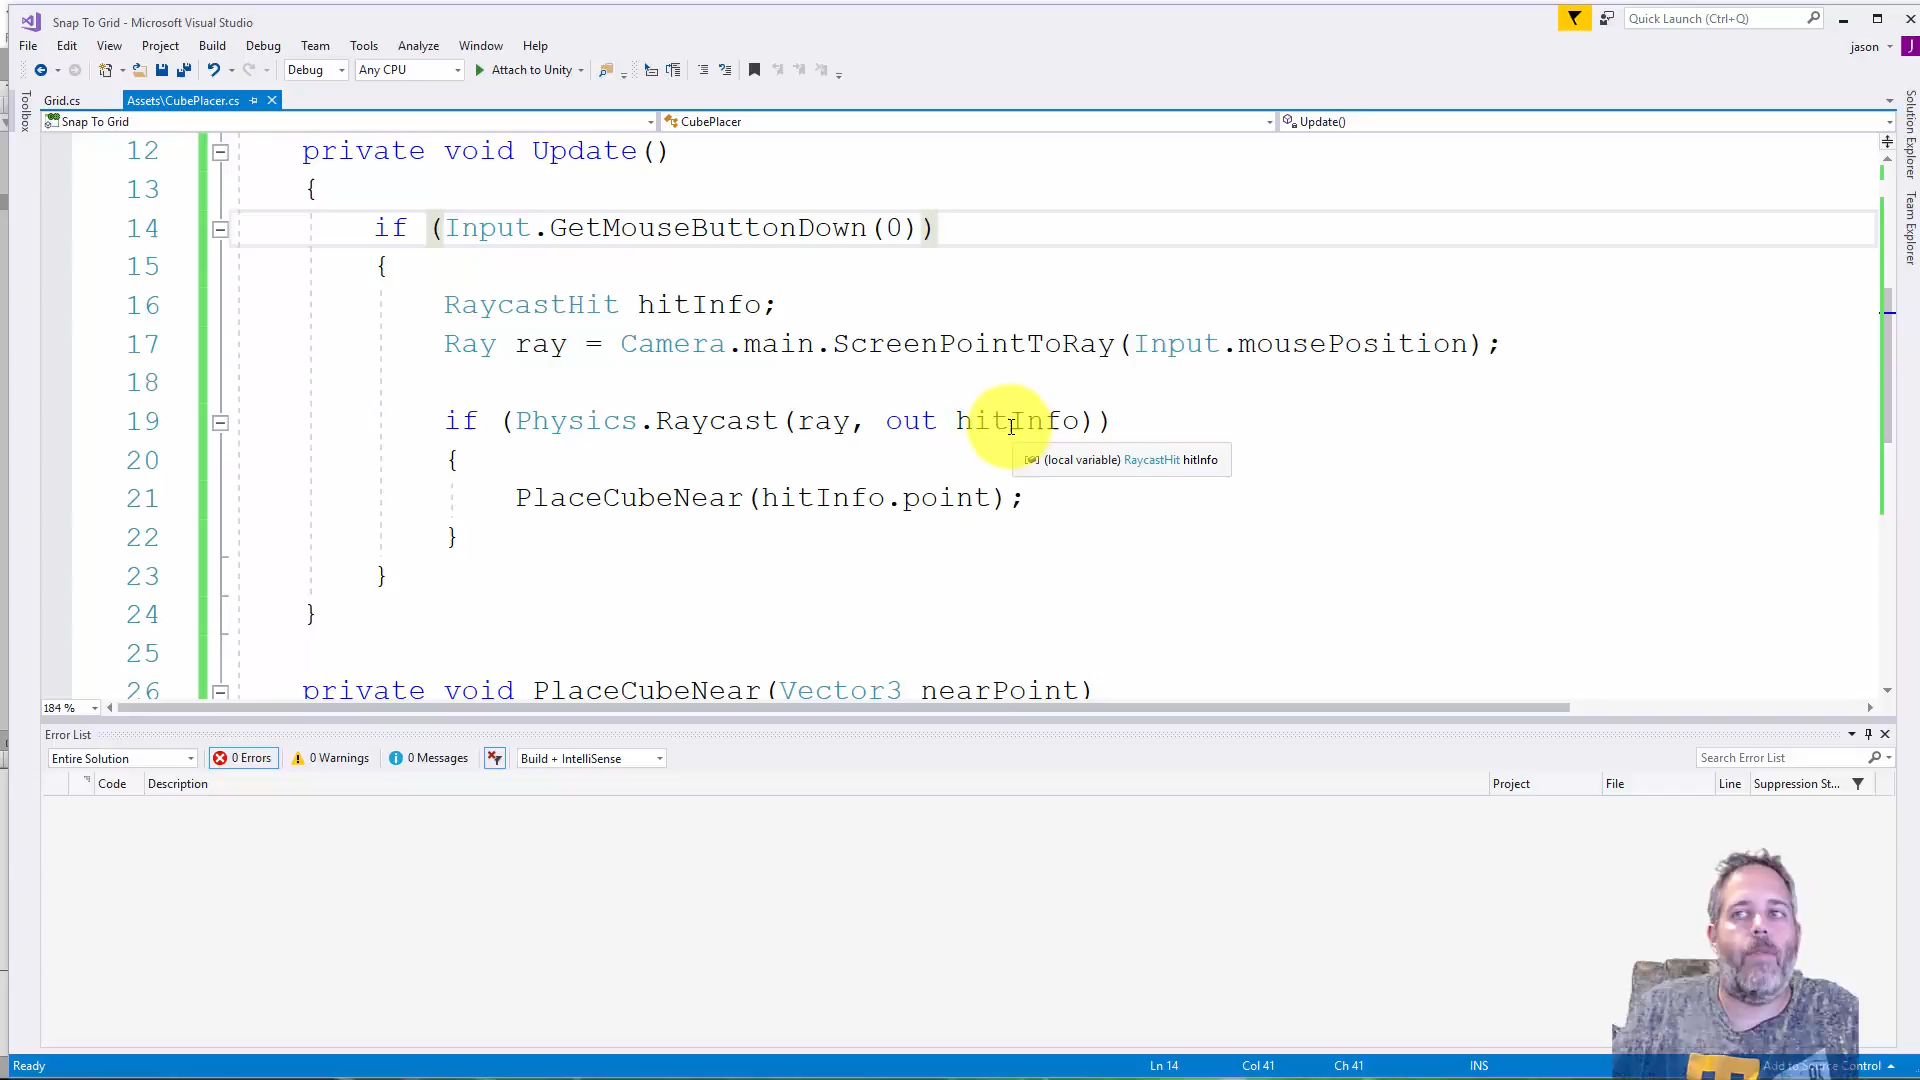 Snap To Grid - Microsoft Visual Studio
Quick Launch (Ctrl+Q)
File Edit View Project Build Debug Team Tools Analyze Window Help
jason J
Debug Any CPU Attach to Unity
Toolbox
Grid.cs Assets\CubePlacer.cs
Snap To Grid CubePlacer Update()
Solution Explorer
Team Explorer
12 private void Update()
13 {
14 if (Input.GetMouseButtonDown(0))
15 {
16 RaycastHit hitInfo;
17 Ray ray = Camera.main.ScreenPointToRay(Input.mousePosition);
18
19 if (Physics.Raycast(ray, out hitInfo))
20 {
(local variable) RaycastHit hitInfo
21 PlaceCubeNear(hitInfo.point);
22 }
23 }
24 }
25
26 private void PlaceCubeNear(Vector3 nearPoint)
184 %
Error List
Entire Solution 0 Errors 0 Warnings 0 Messages Build + IntelliSense Search Error List
Code Description Project File Line Suppression St...
Ready Ln 14 Col 41 Ch 41 INS Add to Source Control